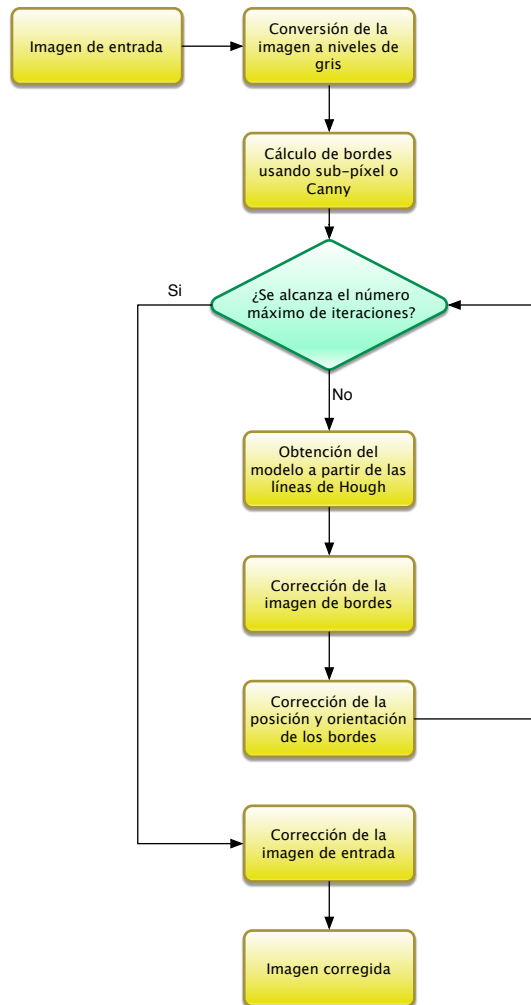 Imagen de entrada
Conversión de la
imagen a niveles de
gris
Cálculo de bordes
usando sub-píxel o
Canny
¿Se alcanza el número
máximo de iteraciones?
Si
No
Obtención del
modelo a partir de las
líneas de Hough
Corrección de la
imagen de bordes
Corrección de la
posición y orientación
de los bordes
Corrección de la
imagen de entrada
Imagen corregida